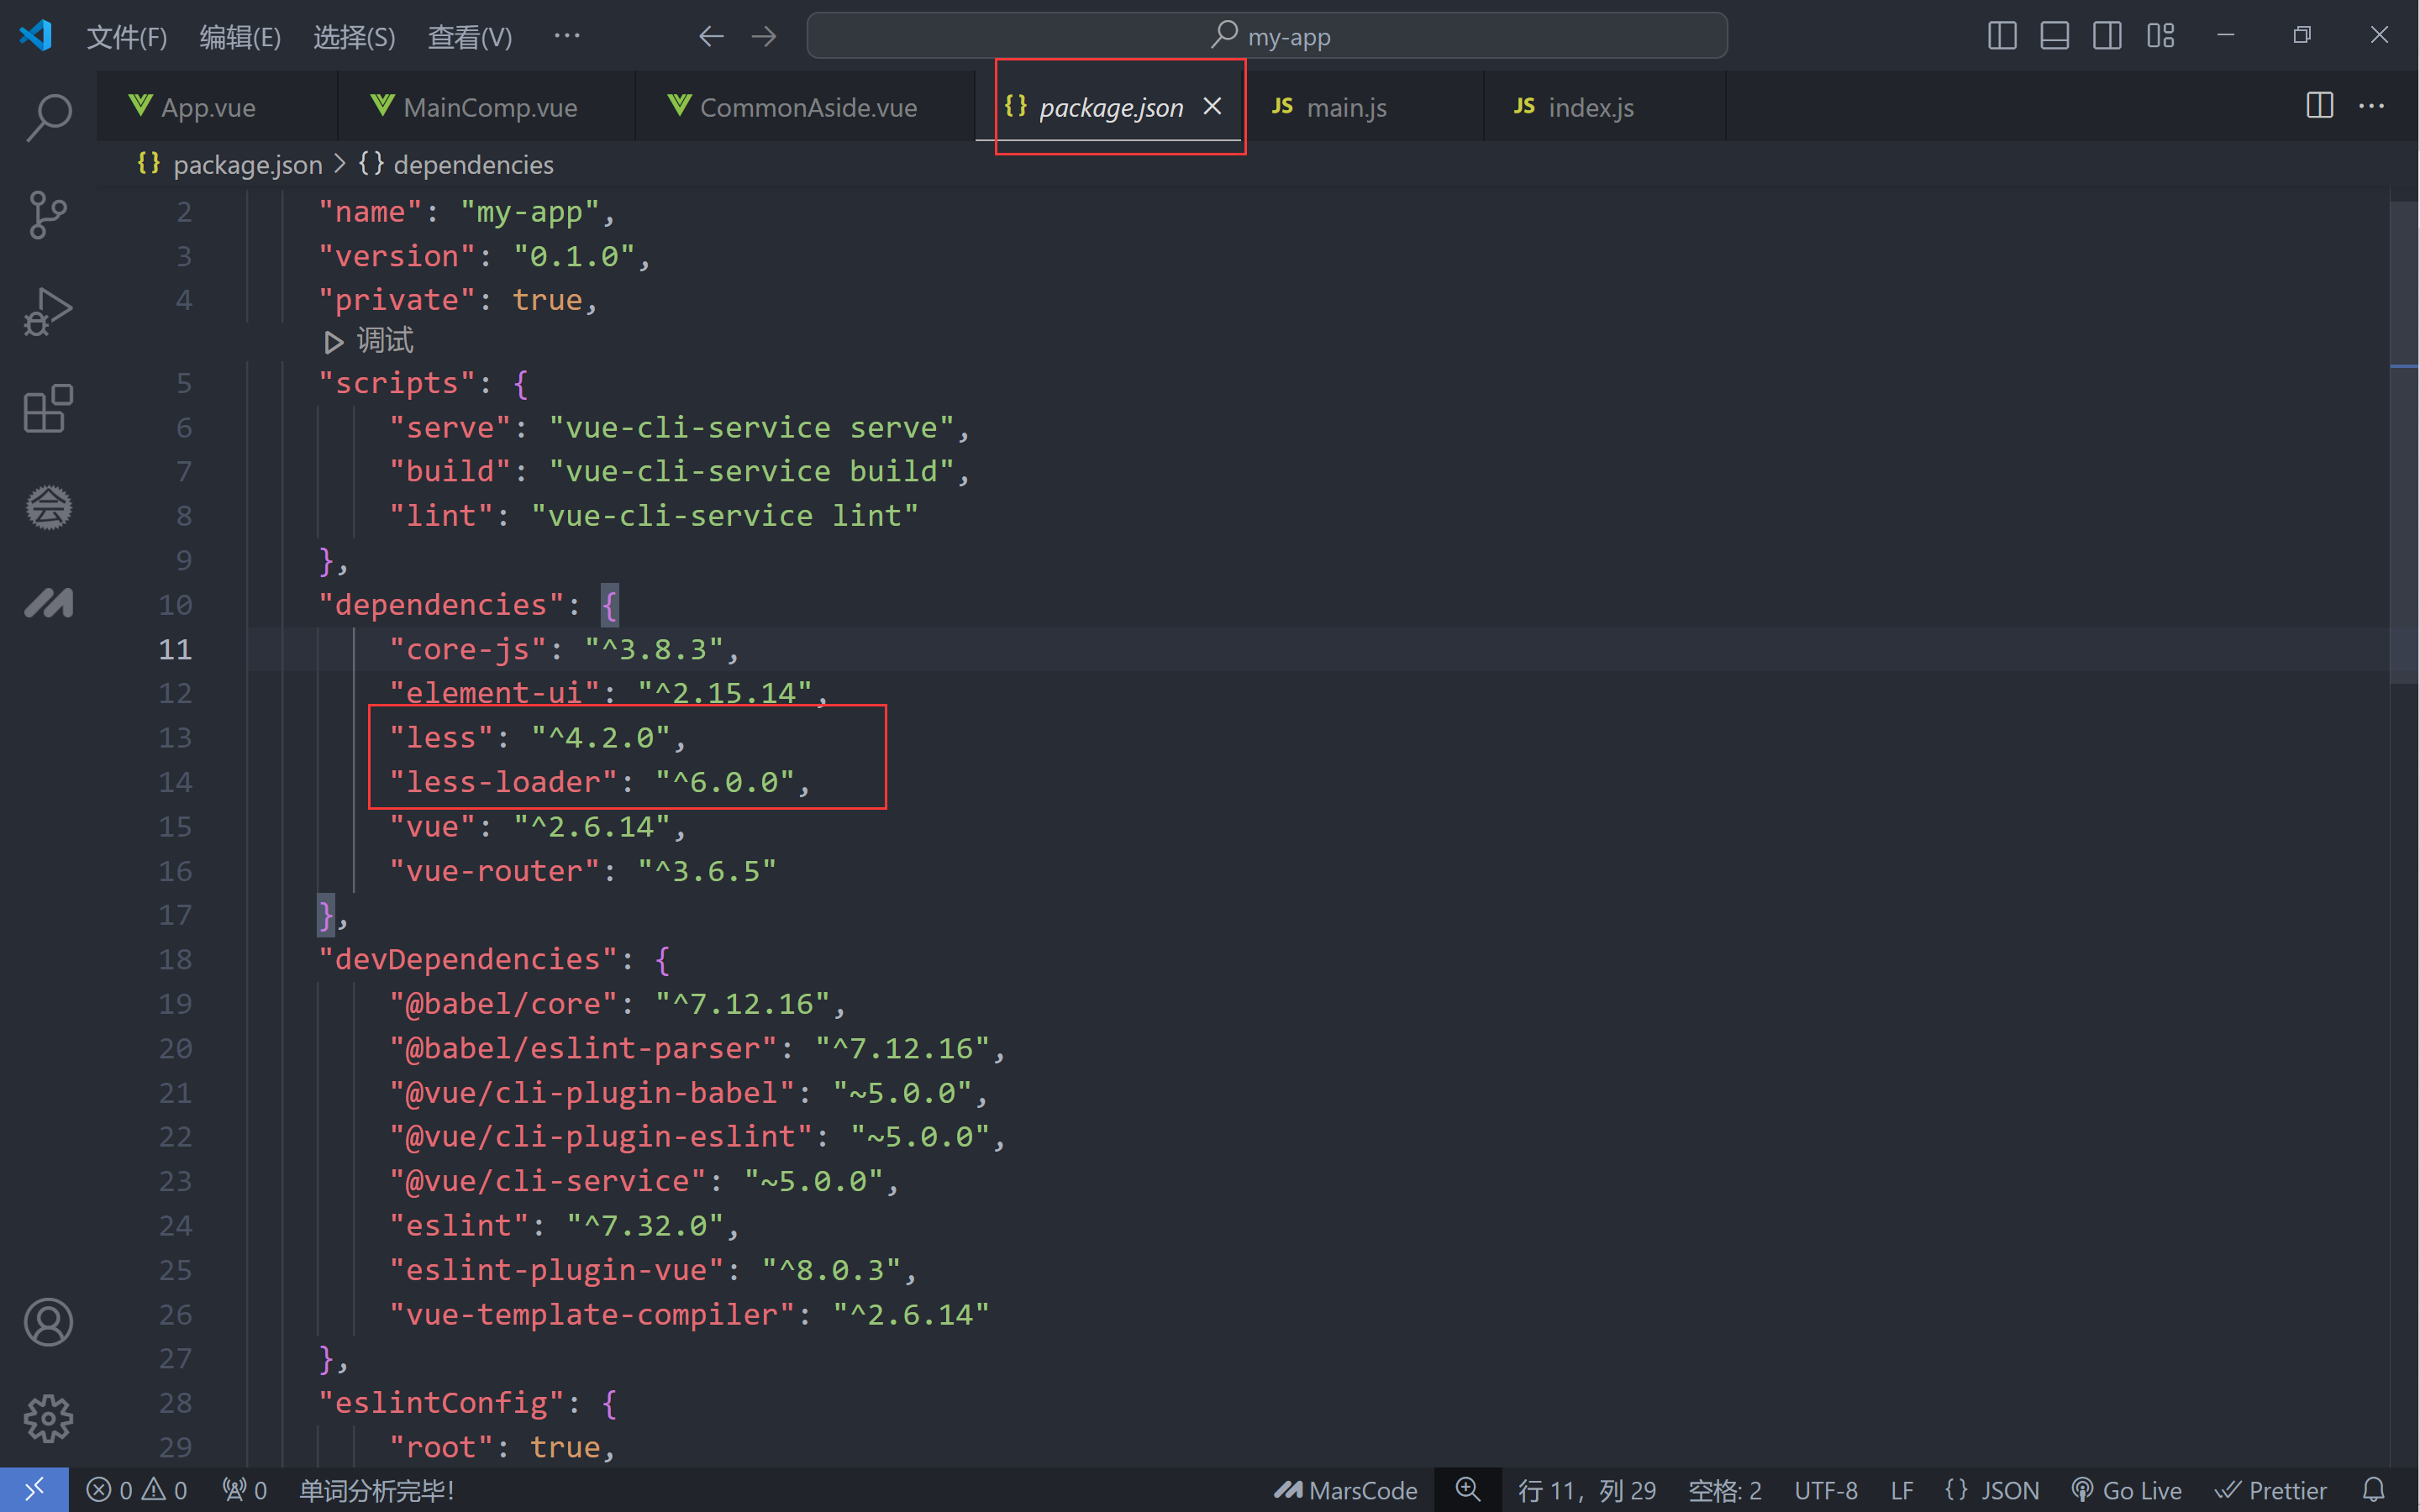 文件(F) 编辑(E) 选择(S) 查看(V) ··· my-app
App.vue MainComp.vue CommonAside.vue {} package.json JS main.js JS index.js
{} package.json > {} dependencies
2 "name": "my-app",
3 "version": "0.1.0",
4 "private": true,
调试
5 "scripts": {
6 "serve": "vue-cli-service serve",
7 "build": "vue-cli-service build",
8 "lint": "vue-cli-service lint"
9 },
10 "dependencies": {
11 "core-js": "^3.8.3",
12 "element-ui": "^2.15.14",
13 "less": "^4.2.0",
14 "less-loader": "^6.0.0",
15 "vue": "^2.6.14",
16 "vue-router": "^3.6.5"
17 },
18 "devDependencies": {
19 "@babel/core": "^7.12.16",
20 "@babel/eslint-parser": "^7.12.16",
21 "@vue/cli-plugin-babel": "~5.0.0",
22 "@vue/cli-plugin-eslint": "~5.0.0",
23 "@vue/cli-service": "~5.0.0",
24 "eslint": "^7.32.0",
25 "eslint-plugin-vue": "^8.0.3",
26 "vue-template-compiler": "^2.6.14"
27 },
28 "eslintConfig": {
29 "root": true,
0 0 0 单词分析完毕! MarsCode 行 11, 列 29 空格: 2 UTF-8 LF {} JSON Go Live Prettier